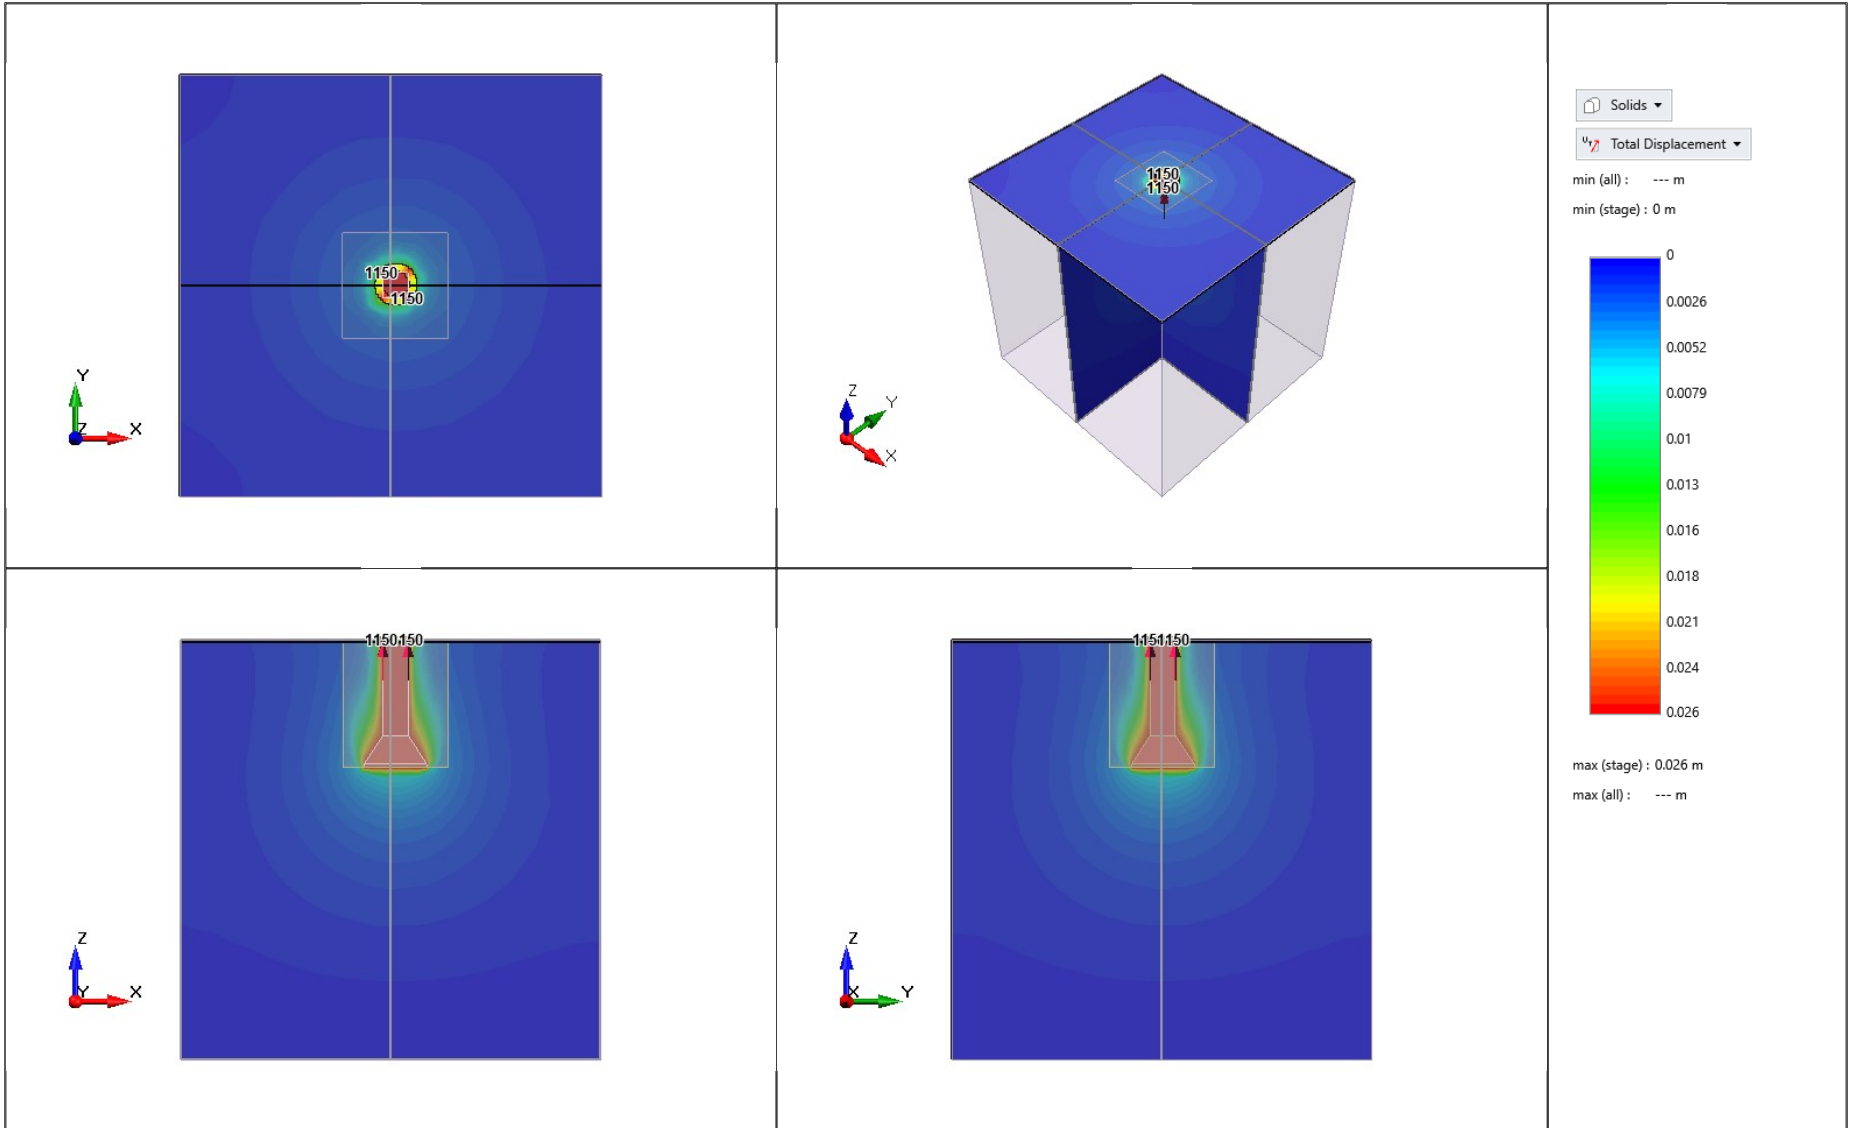 1150
1150
Y
Z
X
1150
1150
Z
Y
X
Solids
Total Displacement
min (all) : --- m
min (stage) : 0 m
0
0.0026
0.0052
0.0079
0.01
0.013
0.016
0.018
0.021
0.024
0.026
max (stage) : 0.026 m
max (all) : --- m
1150150
Z
Y
X
1151150
Z
X
Y